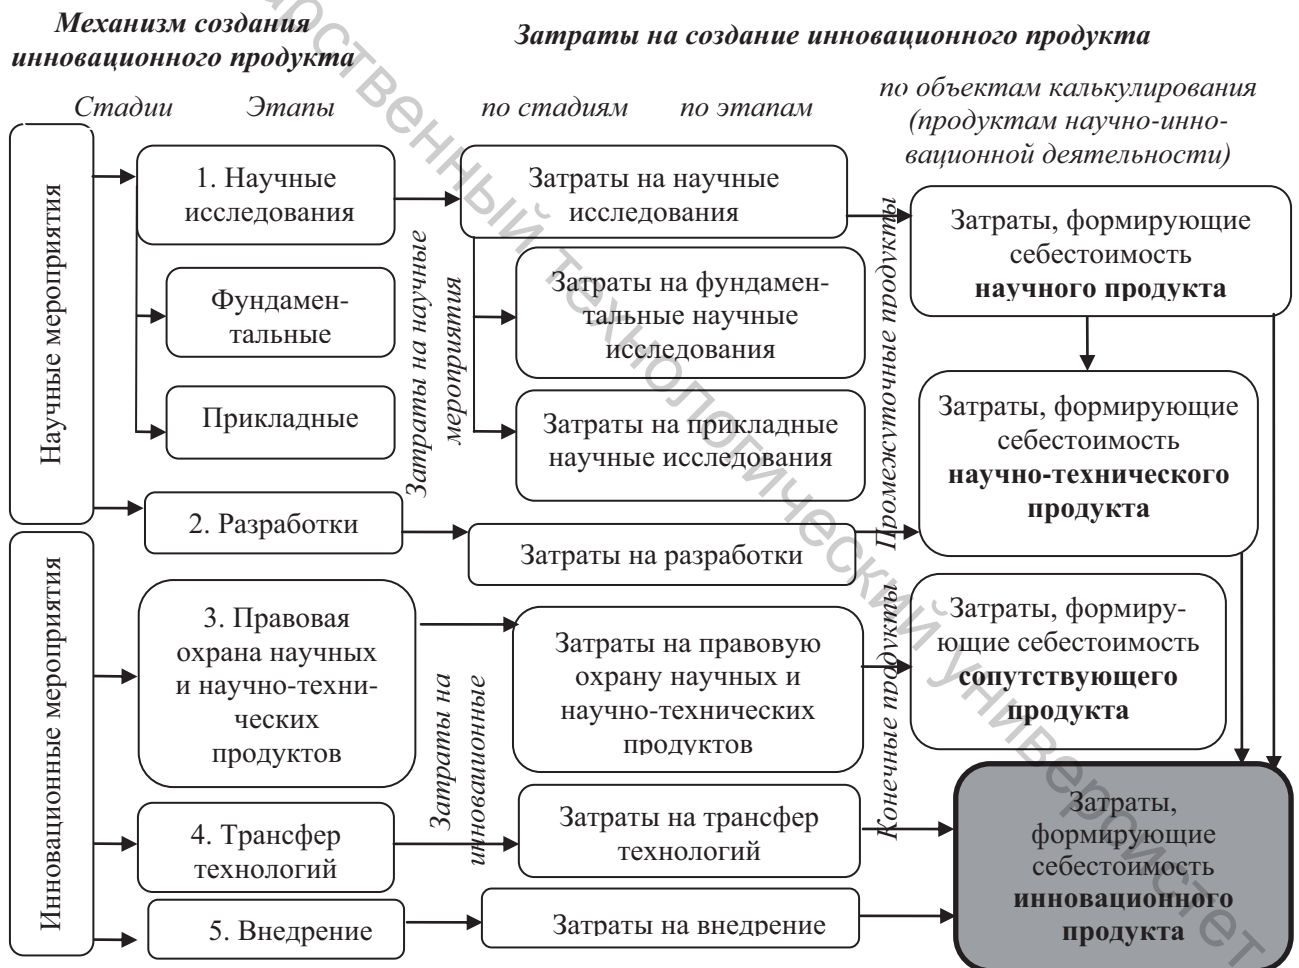 Механизм создания
инновационного продукта
Затраты на создание инновационного продукта
Стадии
Этапы
по стадиям
по этапам
по объектам калькулирования
(продуктам научно-инно-
вационной деятельности)
Научные мероприятия
1. Научные
исследования
Фундамен-
тальные
Прикладные
2. Разработки
Затраты на научные
мероприятия
Затраты на научные
исследования
Затраты на фундамен-
тальные научные
исследования
Затраты на прикладные
научные исследования
Затраты на разработки
Промежуточные продукты
Затраты, формирующие
себестоимость
научного продукта
Затраты, формирующие
себестоимость
научно-технического
продукта
Инновационные мероприятия
3. Правовая
охрана научных
и научно-техни-
ческих
продуктов
4. Трансфер
технологий
5. Внедрение
Затраты на
инновационные
Затраты на правовую
охрану научных и
научно-технических
продуктов
Затраты на трансфер
технологий
Затраты на внедрение
Конечные продукты
Затраты, формиру-
ющие себестоимость
сопутствующего
продукта
Затраты,
формирующие
себестоимость
инновационного
продукта
технологический университет